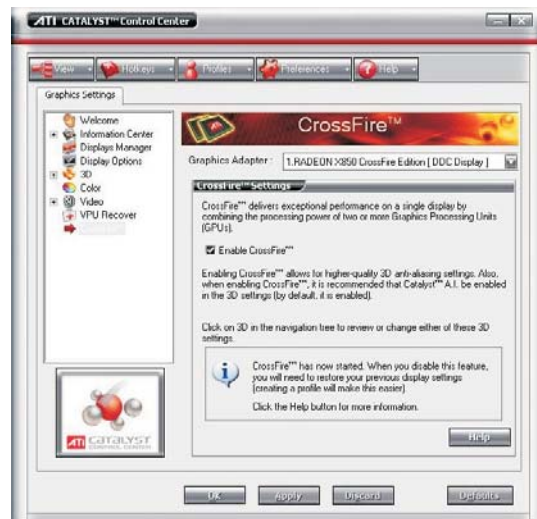 ATI CATALYST™ Control Center
View
Hotkeys
Profiles
Preferences
Help
Graphics Settings
Welcome
Information Center
Displays Manager
Display Options
3D
Color
Video
VPU Recover
CrossFire™
Graphics Adapter :
1.RADEON X850 CrossFire Edition [ DDC Display ]
CrossFire™ Settings
CrossFire™ delivers exceptional performance on a single display by
combining the processing power of two or more Graphics Processing Units
(GPUs).
Enable CrossFire™
Enabling CrossFire™ allows for higher-quality 3D anti-aliasing settings. Also,
when enabling CrossFire™, it is recommended that Catalyst™ A.I. be enabled
in the 3D settings (by default, it is enabled).
Click on 3D in the navigation tree to review or change either of these 3D
settings.
CrossFire™ has now started. When you disable this feature,
you will need to restore your previous display settings
(creating a profile will make this easier).
Click the Help button for more information.
Help
ATI CATALYST
CONTROL CENTER
OK
Apply
Discard
Defaults